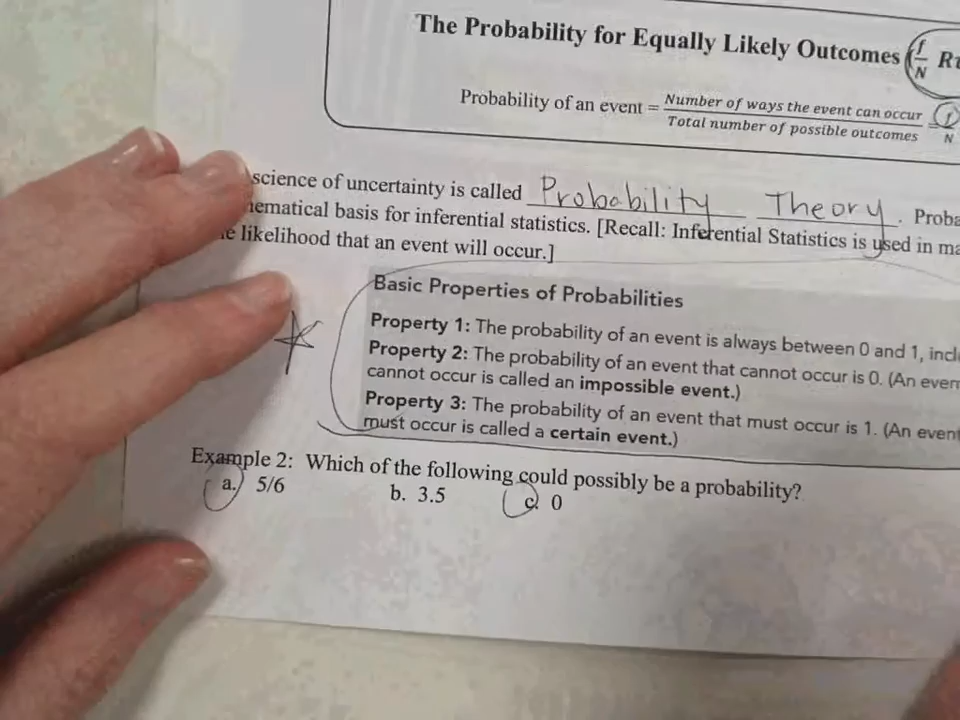 The Probability for Equally Likely Outcomes (f/N
Probability of an event = Number of ways the event can occur / Total number of possible outcomes = f/N
science of uncertainty is called Probability Theory.
basis for inferential statistics. [Recall: Inferential Statistics is used in
likelihood that an event will occur.]
Basic Properties of Probabilities
Property 1: The probability of an event is always between 0 and 1,
Property 2: The probability of an event that cannot occur is 0. (An
cannot occur is called an impossible event.)
Property 3: The probability of an event that must occur is 1. (An event
must occur is called a certain event.)
Example 2: Which of the following could possibly be a probability?
a. 5/6 b. 3.5 c. 0